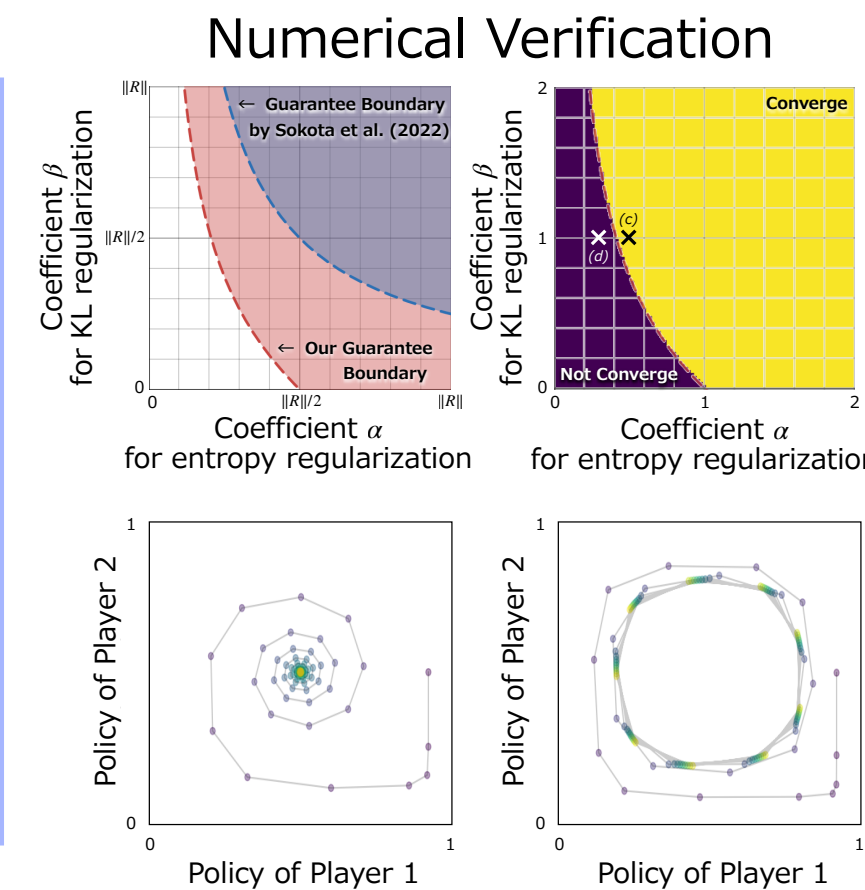 Numerical Verification
Coefficient β
for KL regularization
‖R‖
‖R‖/2
0
← Guarantee Boundary
by Sokota et al. (2022)
← Our Guarantee
Boundary
0
‖R‖/2
‖R‖
Coefficient α
for entropy regularization
Coefficient β
for KL regularization
2
1
0
Converge
(c)
(d)
Not Converge
0
1
2
Coefficient α
for entropy regularization
Policy of Player 2
1
0
0
1
Policy of Player 1
Policy of Player 2
1
0
0
1
Policy of Player 1